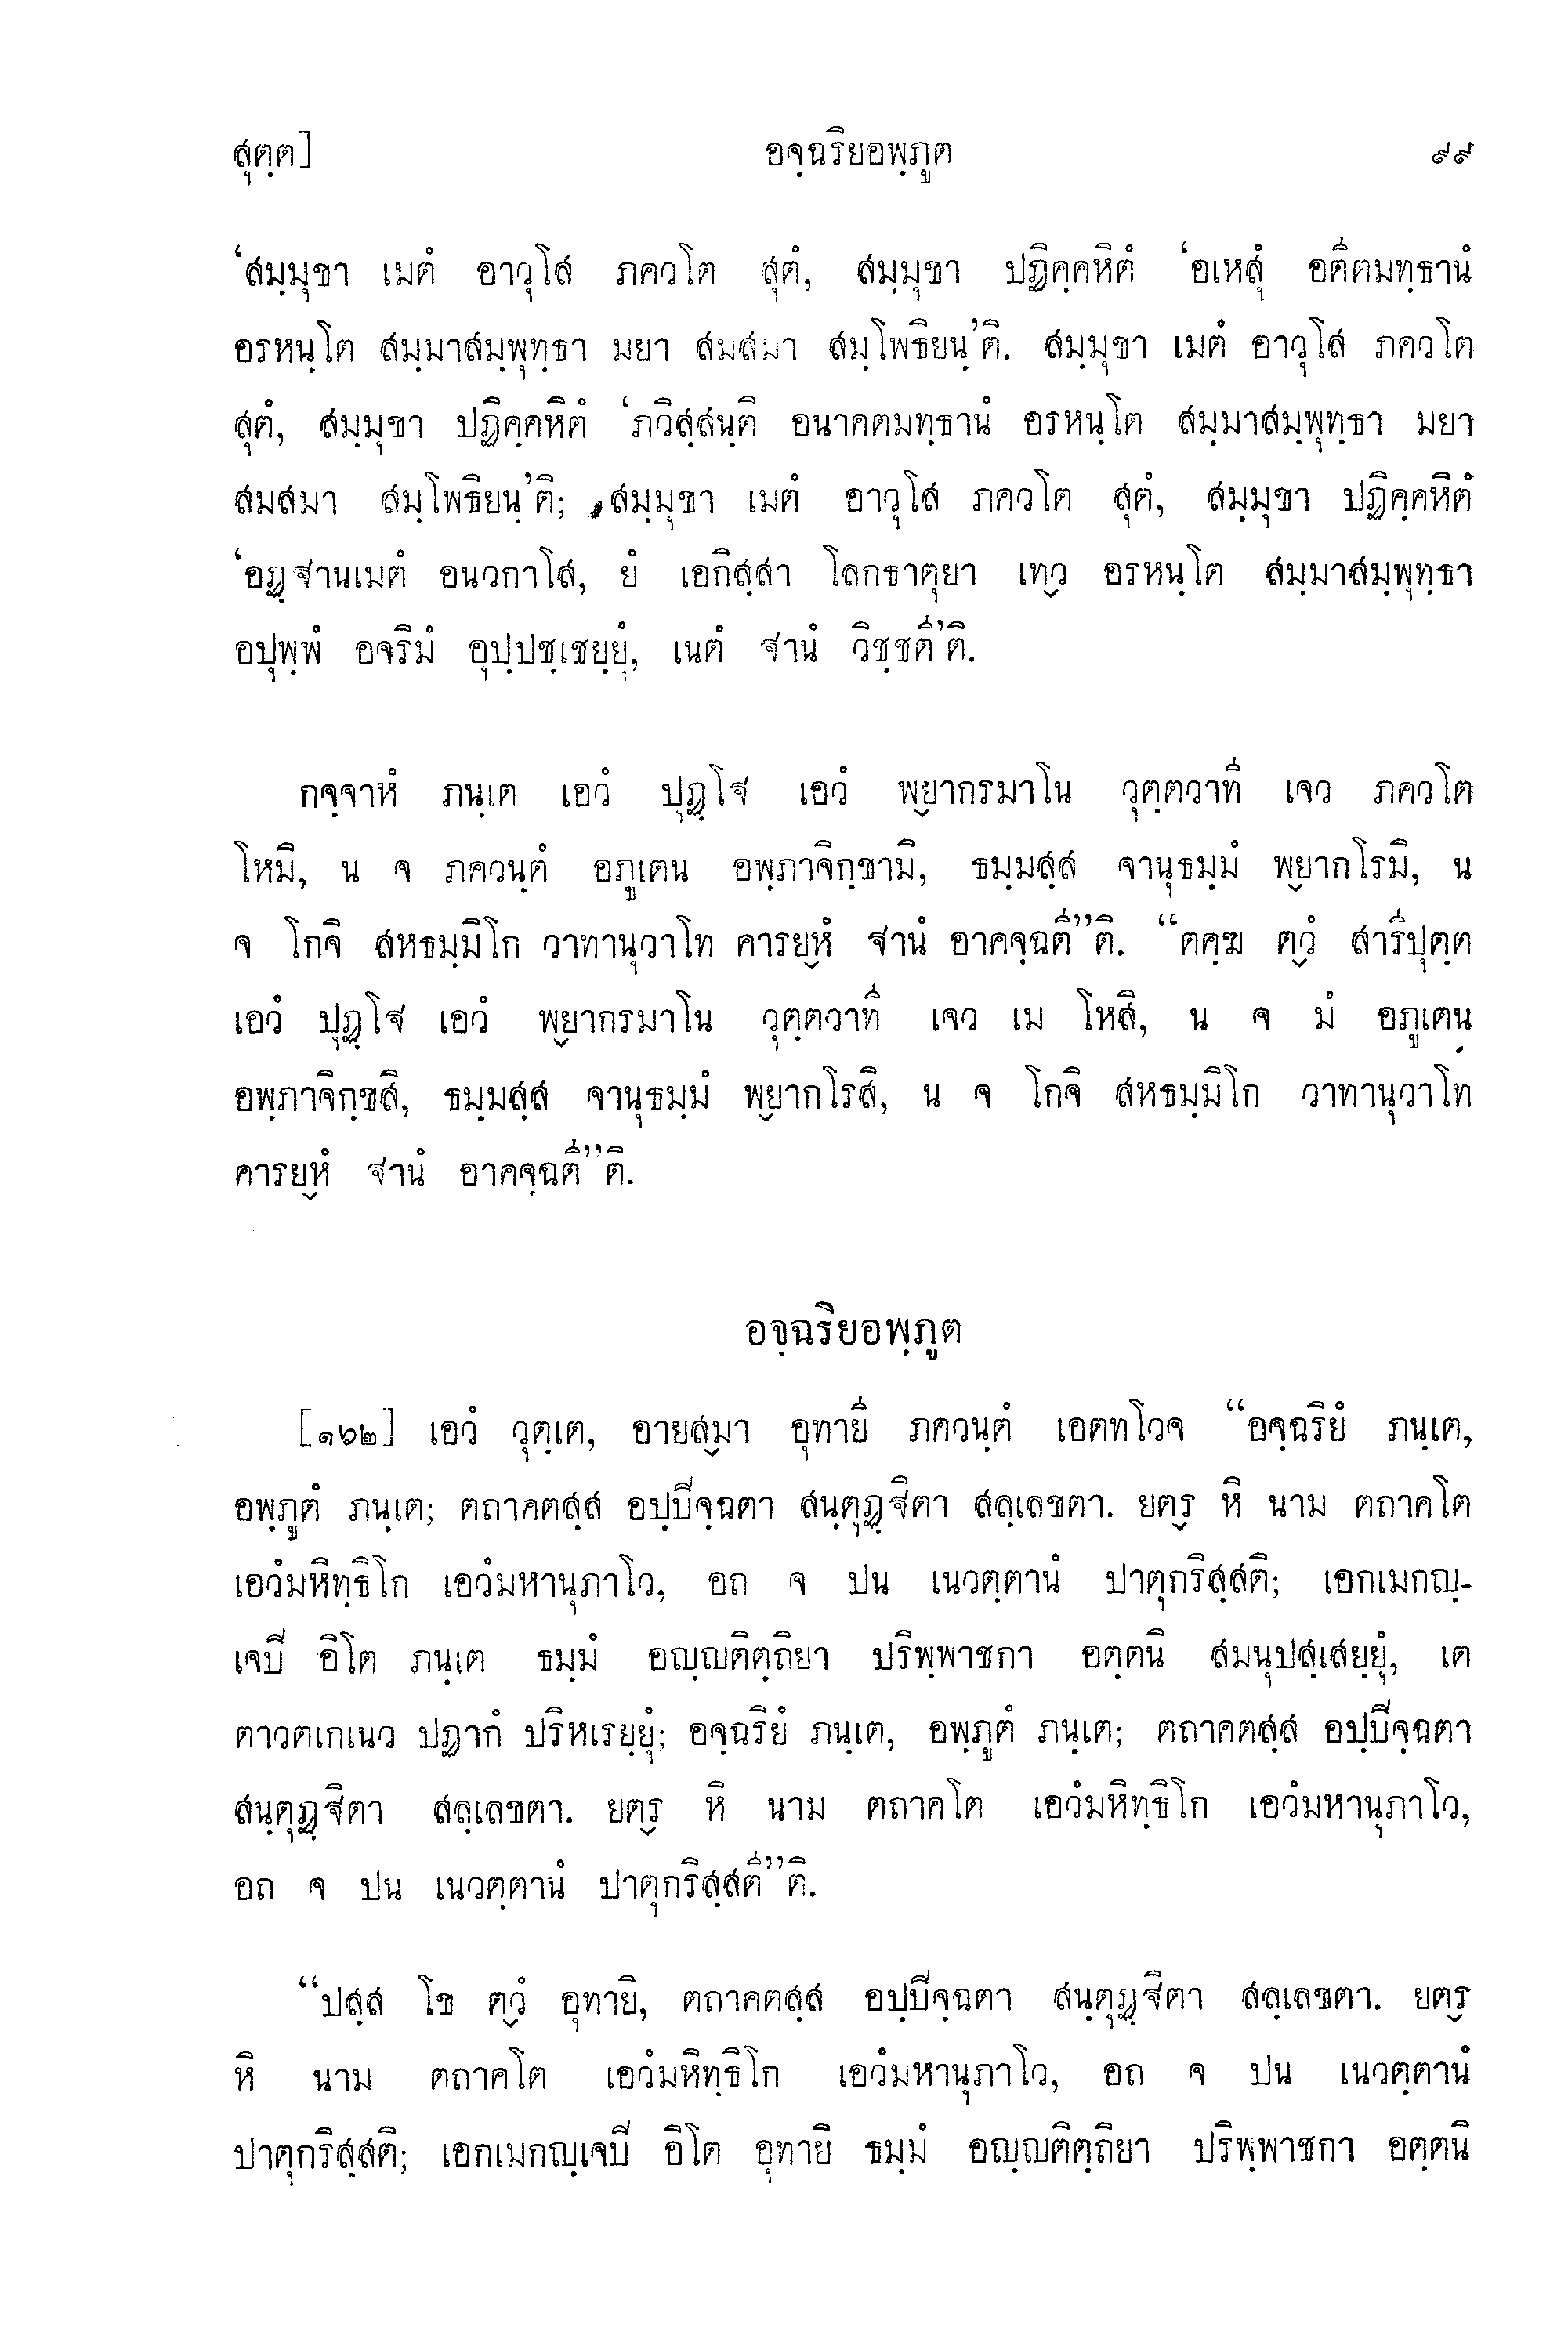 สุตฺต] อจฺฉริยอพฺภูต ๙๙
‘สมฺมุขา เมตํ อาวุโส ภควโต สุตํ, สมฺมุขา ปฏิคฺคหิตํ ‘อเหสุํ อตีตมทฺธานํ
อรหนฺโต สมฺมาสมฺพุทฺธา มยา สมสมา สมฺโพธิยนฺ’ติ. สมฺมุขา เมตํ อาวุโส ภควโต
สุตํ, สมฺมุขา ปฏิคฺคหิตํ ‘ภวิสฺสนฺติ อนาคตมทฺธานํ อรหนฺโต สมฺมาสมฺพุทฺธา มยา
สมสมา สมฺโพธิยนฺ’ติ; สมฺมุขา เมตํ อาวุโส ภควโต สุตํ, สมฺมุขา ปฏิคฺคหิตํ
‘อฏฺฐานเมตํ อนวกาโส, ยํ เอกิสฺสา โลกธาตุยา เทฺว อรหนฺโต สมฺมาสมฺพุทฺธา
อปุพฺพํ อจริมํ อุปฺปชฺเชยฺยุํ, เนตํ ฐานํ วิชฺชตี’ติ.
กจฺจาหํ ภนฺเต เอวํ ปุฏฺโฐ เอวํ พฺยากรมาโน วุตฺตวาที เจว ภควโต
โหมิ, น จ ภควนฺตํ อภูเตน อพฺภาจิกฺขามิ, ธมฺมสฺส จานุธมฺมํ พฺยากโรมิ, น
จ โกจิ สหธมฺมิโก วาทานุวาโท คารยฺหํ ฐานํ อาคจฺฉตี”ติ. “ตคฺฆ ตฺวํ สารีปุตฺต
เอวํ ปุฏฺโฐ เอวํ พฺยากรมาโน วุตฺตวาที เจว เม โหสิ, น จ มํ อภูเตน
อพฺภาจิกฺขสิ, ธมฺมสฺส จานุธมฺมํ พฺยากโรสิ, น จ โกจิ สหธมฺมิโก วาทานุวาโท
คารยฺหํ ฐานํ อาคจฺฉตี”ติ.
อจฺฉริยอพฺภูต
[๑๖๒] เอวํ วุตฺเต, อายสฺมา อุทายี ภควนฺตํ เอตทโวจ “อจฺฉริยํ ภนฺเต,
อพฺภูตํ ภนฺเต; ตถาคตสฺส อปฺปิจฺฉตา สนฺตุฏฺฐิตา สลฺเลขตา. ยตฺร หิ นาม ตถาคโต
เอวํมหิทฺธิโก เอวํมหานุภาโว, อถ จ ปน เนวตฺตานํ ปาตุกริสฺสติ; เอกเมกญฺ-
เจปิ อิโต ภนฺเต ธมฺมํ อญฺญติตฺถิยา ปริพฺพาชกา อตฺตนิ สมนุปสฺเสยฺยุํ, เต
ตาวตเกเนว ปฏากํ ปริหเรยฺยุํ; อจฺฉริยํ ภนฺเต, อพฺภูตํ ภนฺเต; ตถาคตสฺส อปฺปิจฺฉตา
สนฺตุฏฺฐิตา สลฺเลขตา. ยตฺร หิ นาม ตถาคโต เอวํมหิทฺธิโก เอวํมหานุภาโว,
อถ จ ปน เนวตฺตานํ ปาตุกริสฺสตี”ติ.
“ปสฺส โข ตฺวํ อุทายิ, ตถาคตสฺส อปฺปิจฺฉตา สนฺตุฏฺฐิตา สลฺเลขตา. ยตฺร
หิ นาม ตถาคโต เอวํมหิทฺธิโก เอวํมหานุภาโว, อถ จ ปน เนวตฺตานํ
ปาตุกริสฺสติ; เอกเมกญฺเจปิ อิโต อุทายิ ธมฺมํ อญฺญติตฺถิยา ปริพฺพาชกา อตฺตนิ